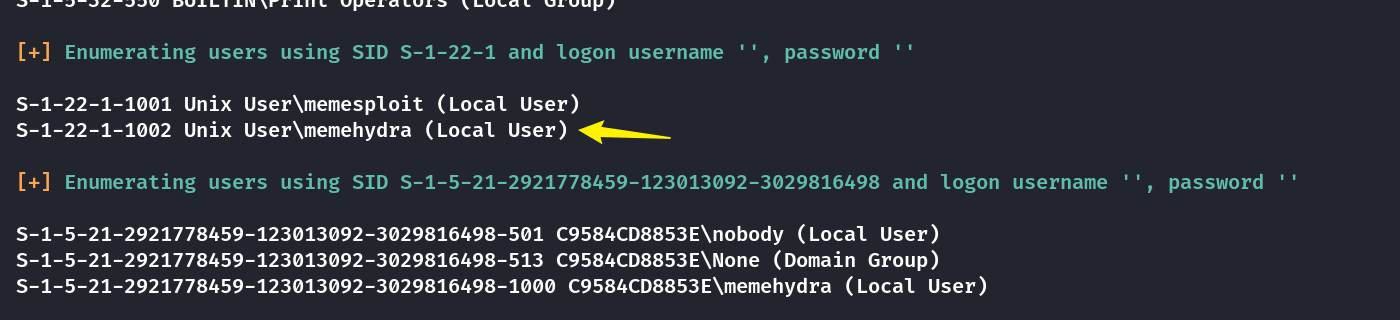 S-1-5-32-550 BUILTIN\Print Operators (Local Group)
[+] Enumerating users using SID S-1-22-1 and logon username '', password ''
S-1-22-1-1001 Unix User\memesploit (Local User)
S-1-22-1-1002 Unix User\memehydra (Local User)
[+] Enumerating users using SID S-1-5-21-2921778459-123013092-3029816498 and logon username '', password ''
S-1-5-21-2921778459-123013092-3029816498-501 C9584CD8853E\nobody (Local User)
S-1-5-21-2921778459-123013092-3029816498-513 C9584CD8853E\None (Domain Group)
S-1-5-21-2921778459-123013092-3029816498-1000 C9584CD8853E\memehydra (Local User)